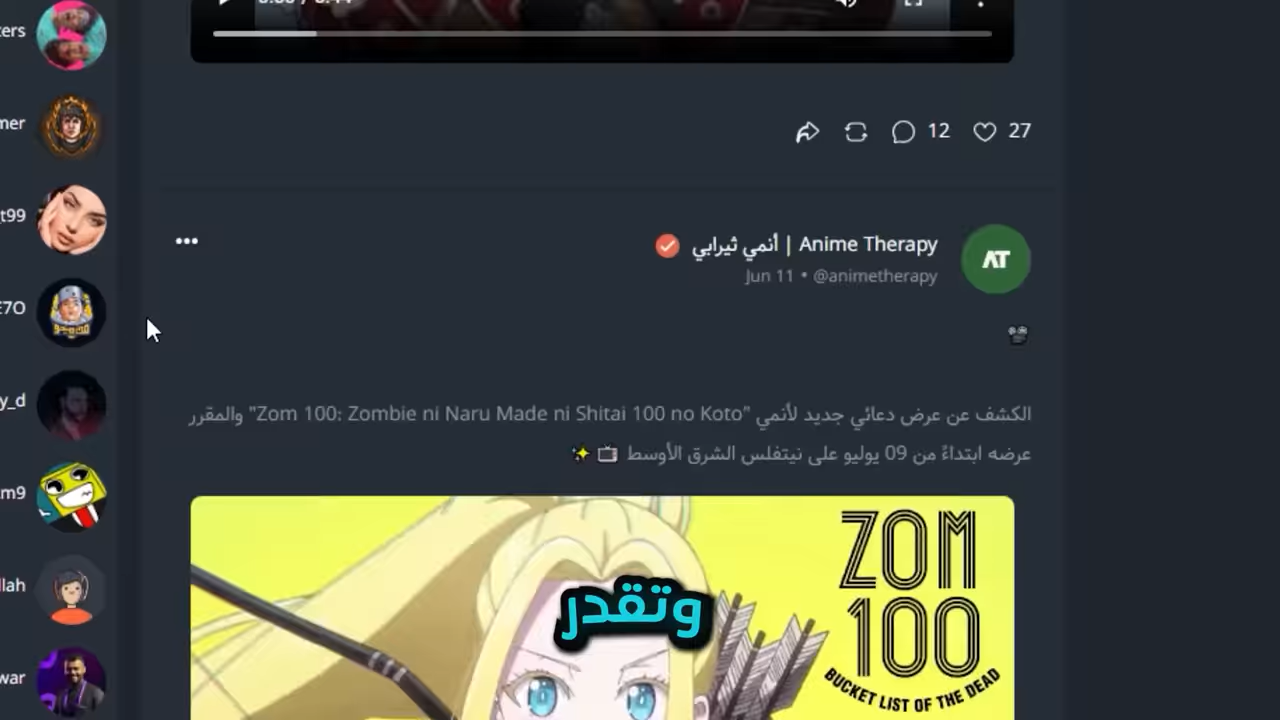 ters
mer
t99
E7O
y_d
m9
llah
war
12
27
أنمي ثيرابي | Anime Therapy
AT
Jun 11 • @animetherapy
الكشف عن عرض دعائي جديد لأنمي "Zom 100: Zombie ni Naru Made ni Shitai 100 no Koto" والمقرر
عرضه ابتداءً من 09 يوليو على نيتفلس الشرق الأوسط 📺 ✨
ZOM
100
BUCKET LIST OF THE DEAD
وتقدر